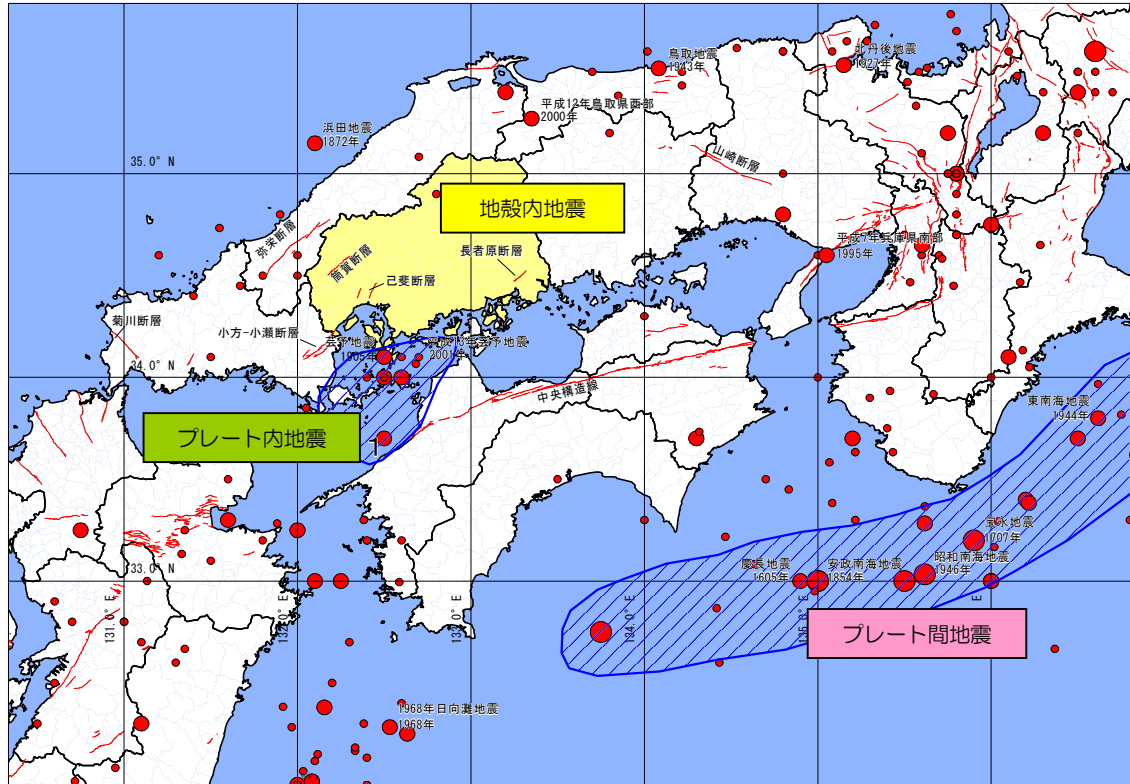 北丹後地震
1927年
鳥取地震
1943年
平成12年鳥取県西部
2000年
浜田地震
1872年
山崎断層
35.0° N
地殻内地震
弥栄断層
筒賀断層
長者原断層
己斐断層
平成7年兵庫県南部
1995年
菊川断層
小方-小瀬断層
芸予地震
1905年
平成13年芸予地震
2001年
34.0° N
中央構造線
東南海地震
1944年
プレート内地震
1
宝永地震
1707年
33.0° N
慶長地震
1605年
安政南海地震
1854年
昭和南海地震
1946年
131.0° E
132.0° E
133.0° E
134.0° E
135.0° E
E
プレート間地震
1968年日向灘地震
1968年